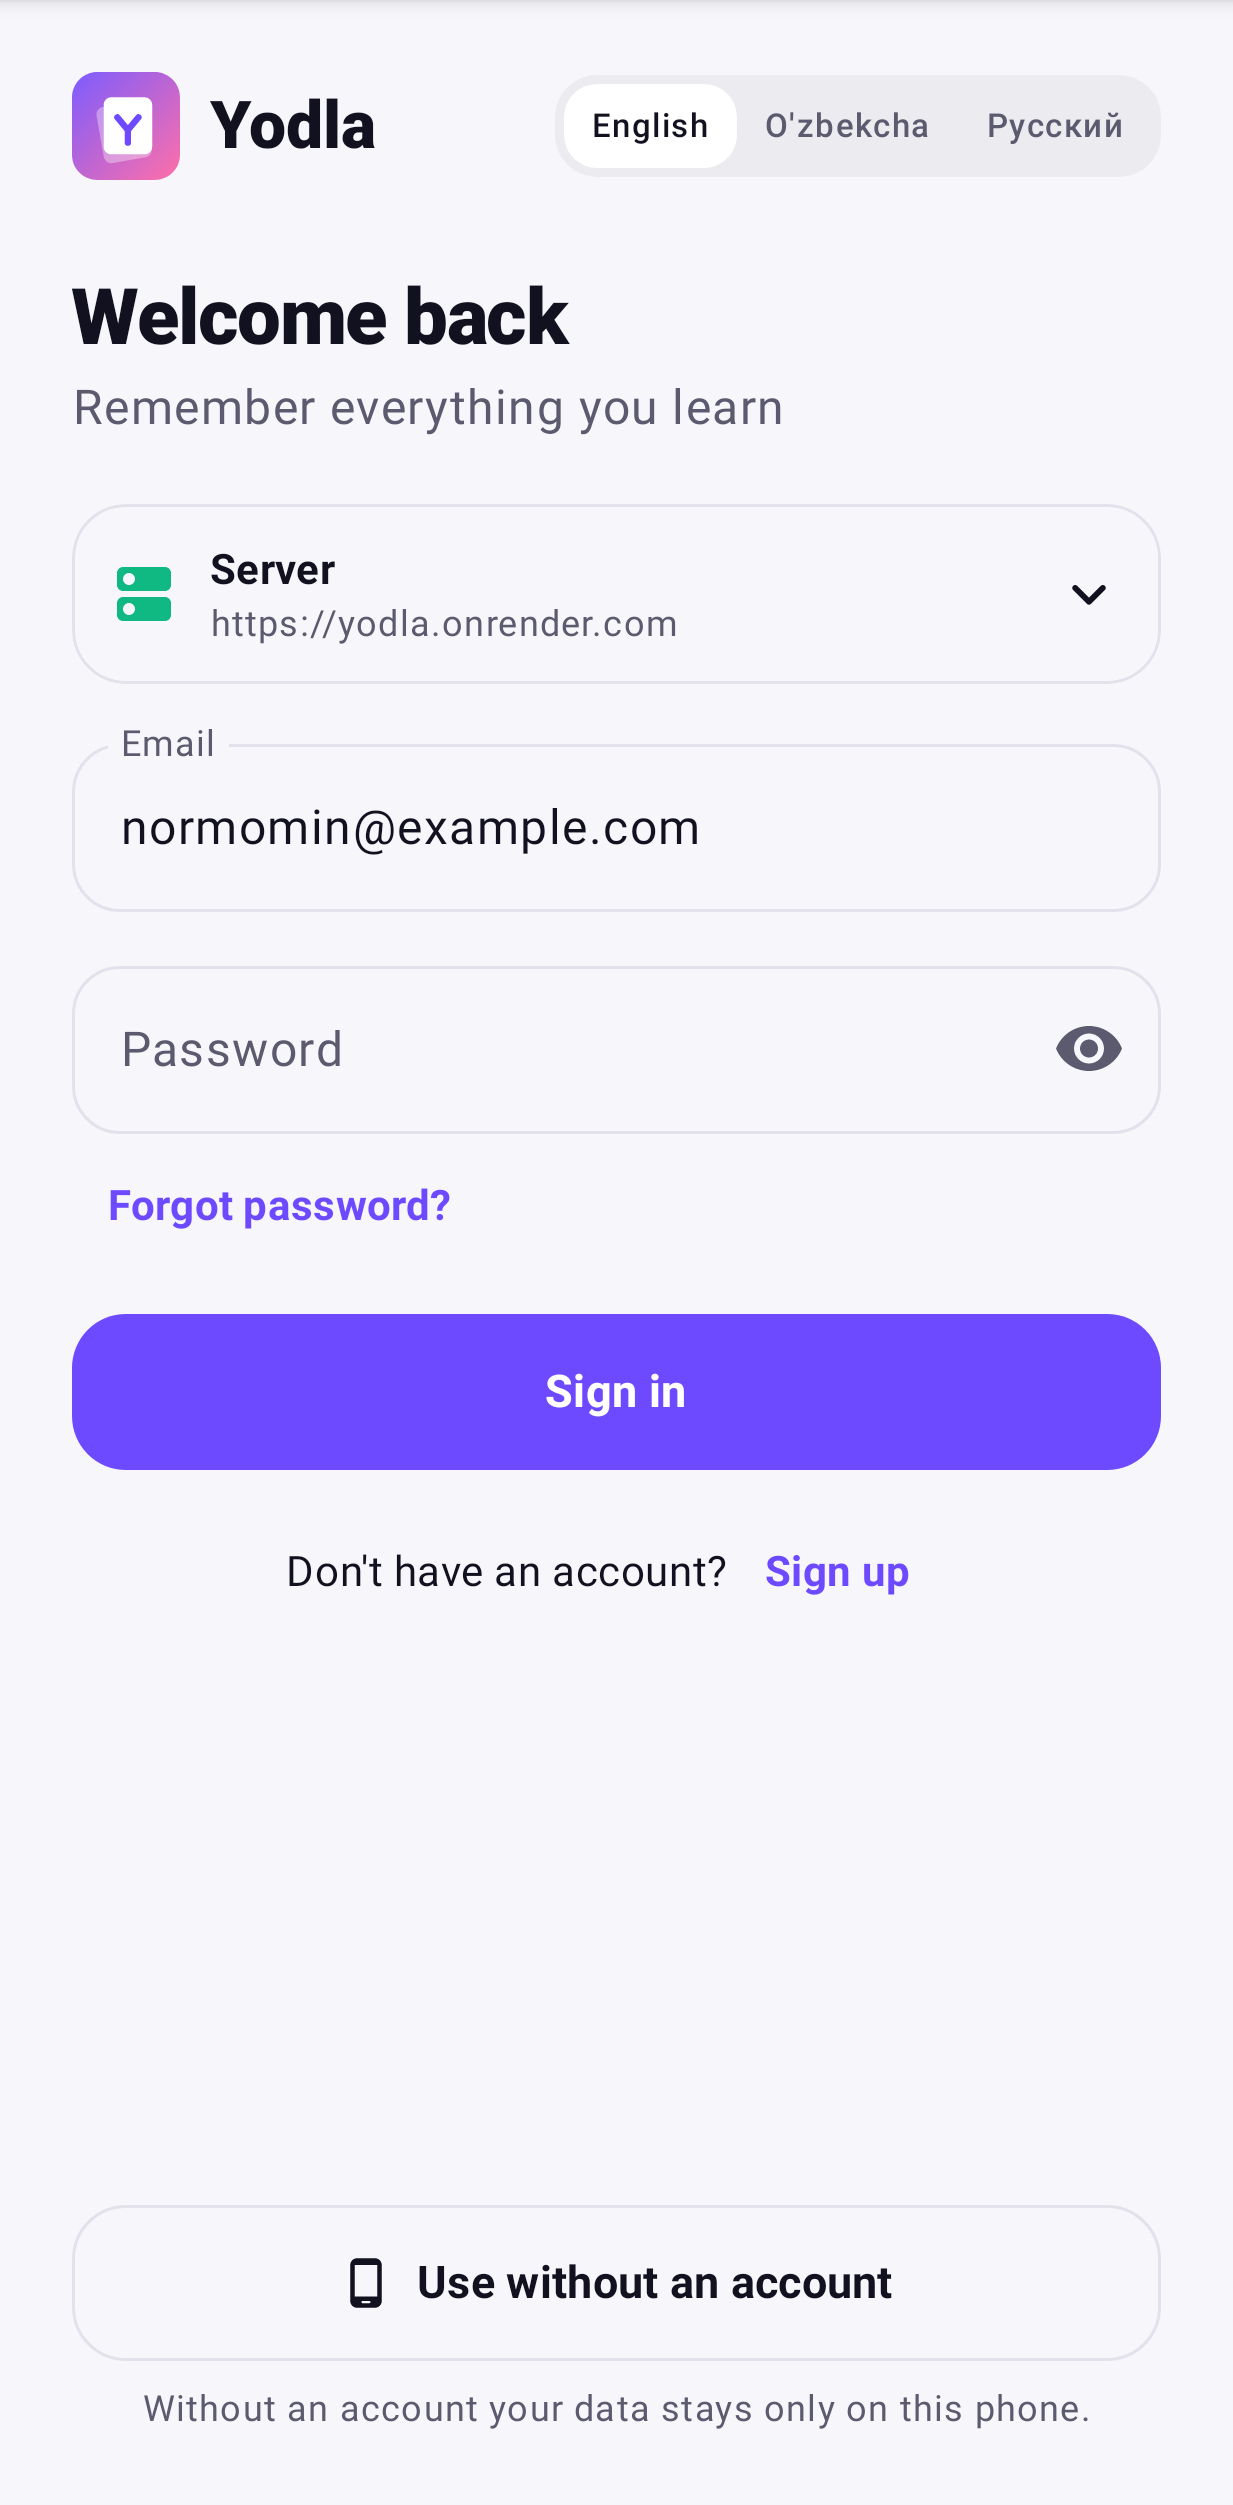 Yodla
English O'zbekcha Русский
Welcome back
Remember everything you learn
Server
https://yodla.onrender.com
Email
normomin@example.com
Password
Forgot password?
Sign in
Don't have an account? Sign up
Use without an account
Without an account your data stays only on this phone.